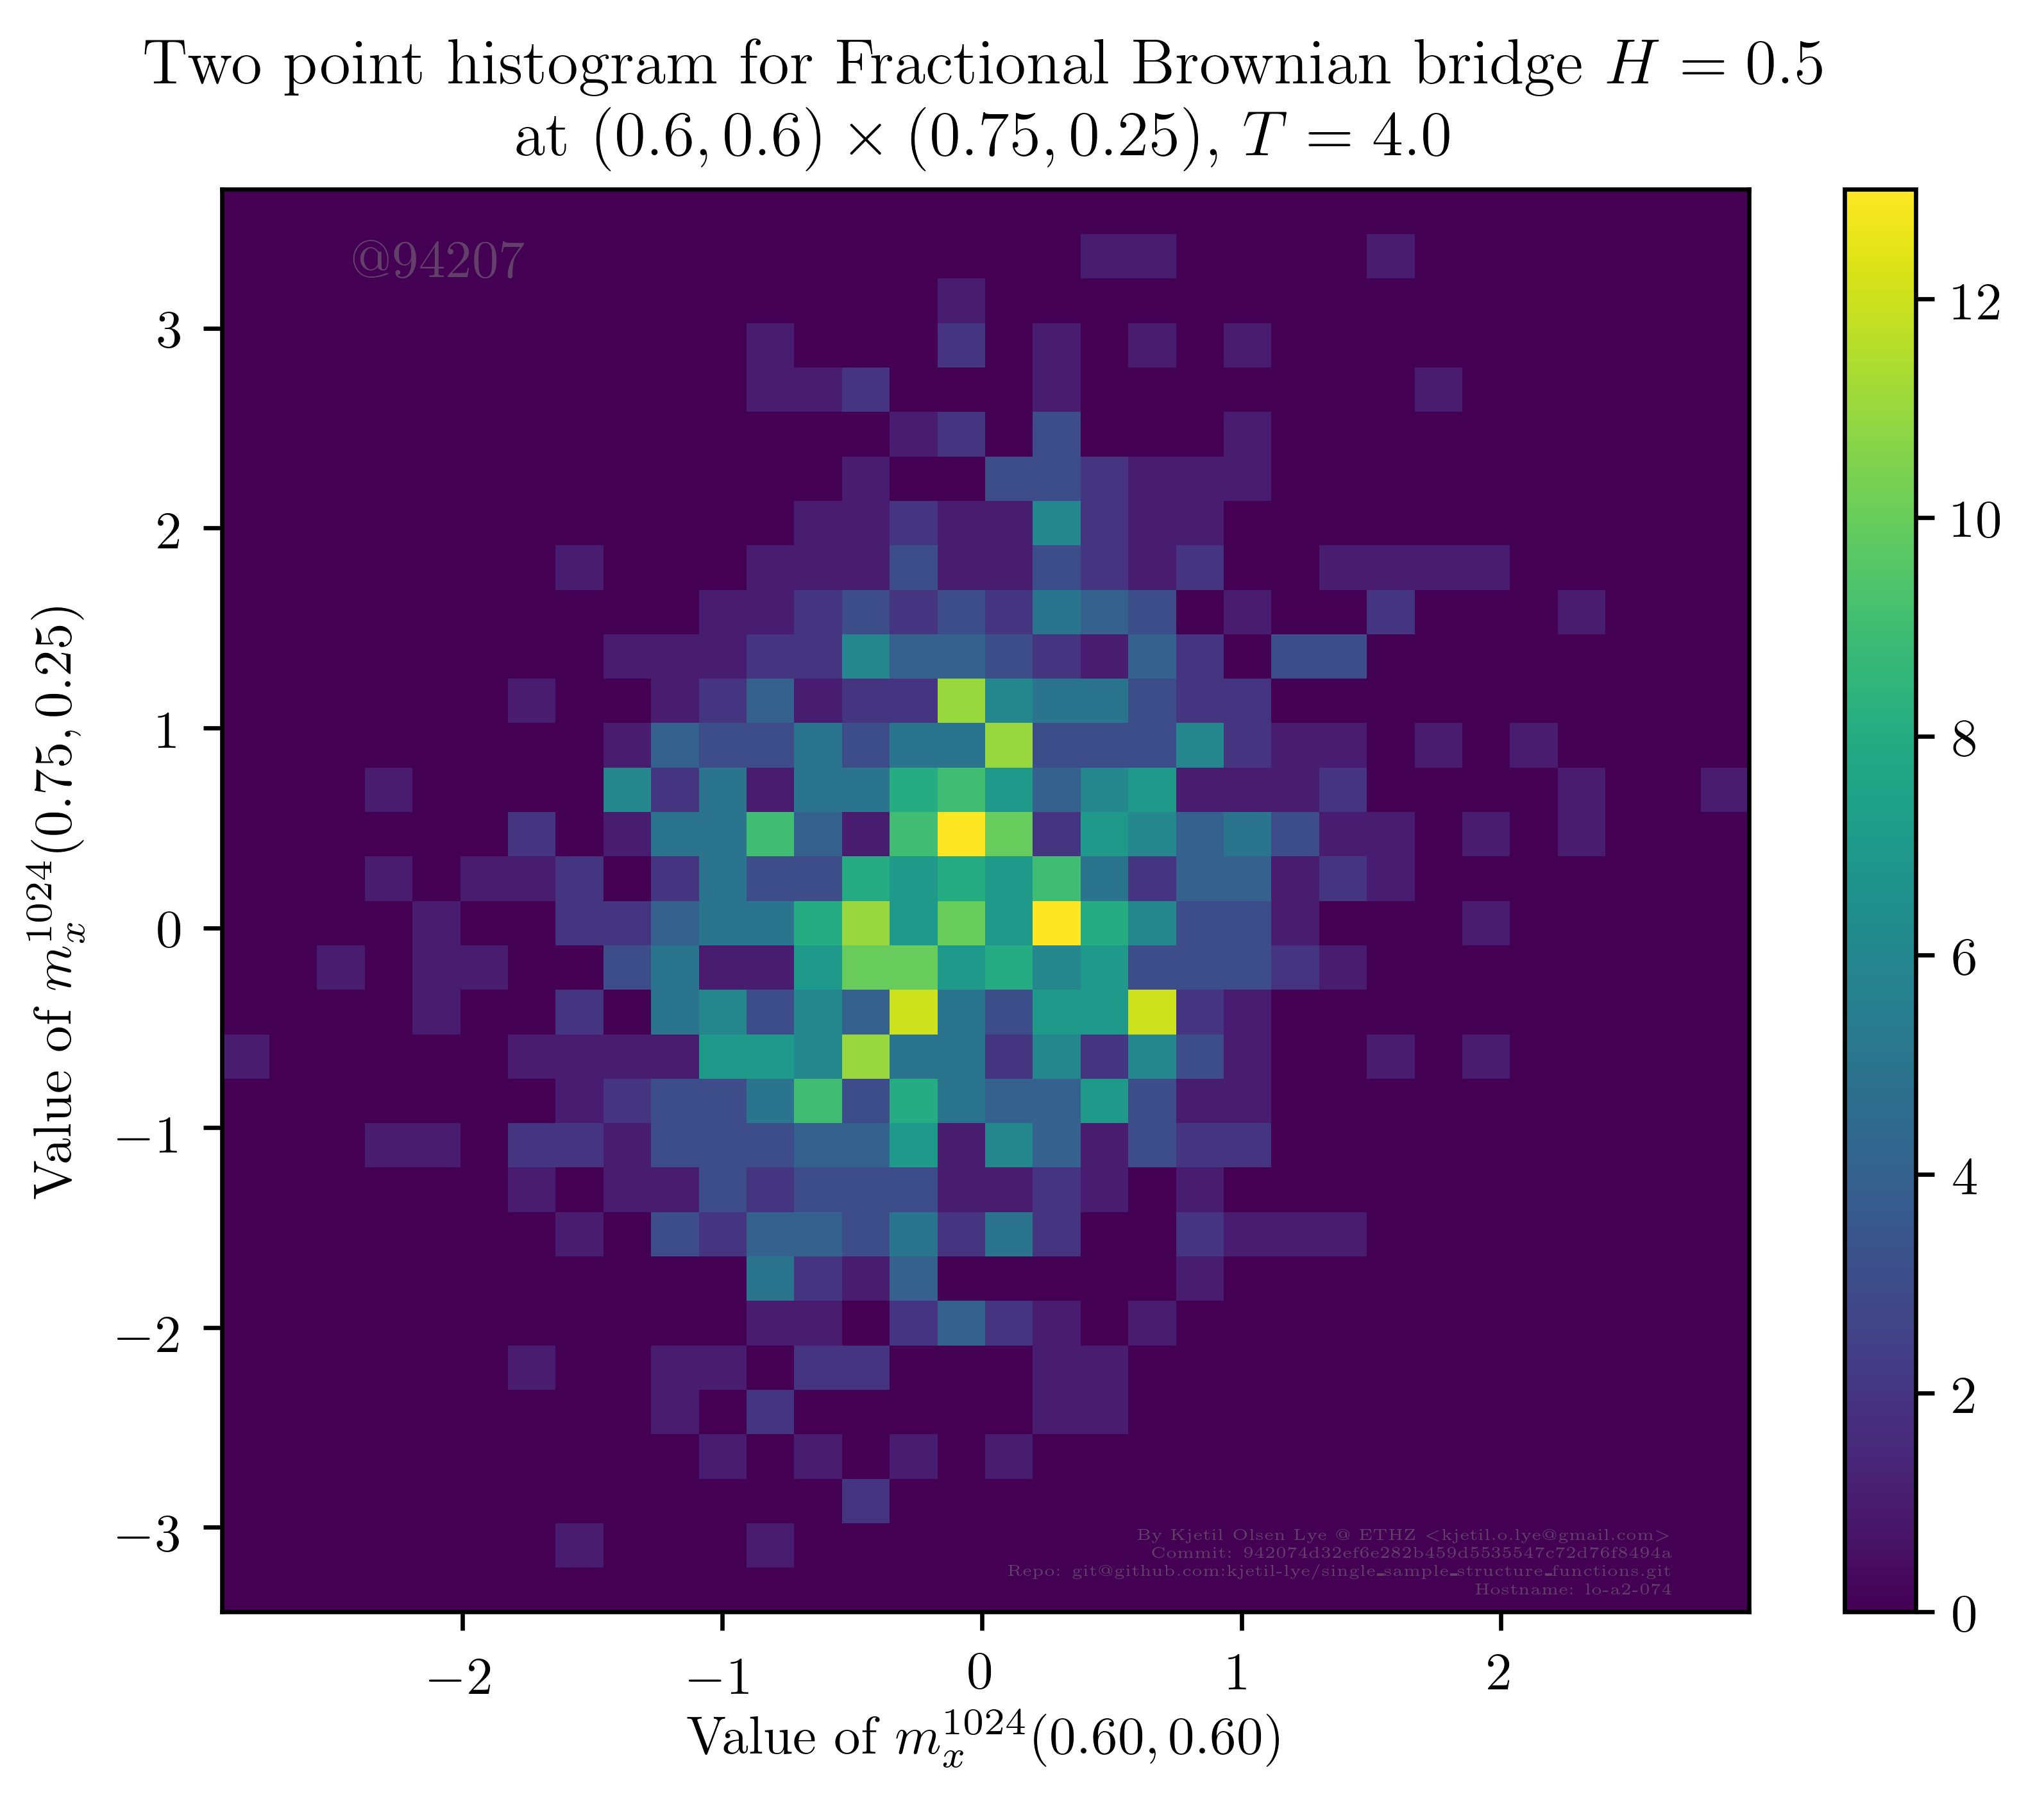 Two point histogram for Fractional Brownian bridge H = 0.5
at (0.6, 0.6) × (0.75, 0.25), T = 4.0
@94207
3
2
1
0
−1
−2
−3
Value of m_x^1024(0.75, 0.25)
−2
−1
0
1
2
Value of m_x^1024(0.60, 0.60)
12
10
8
6
4
2
0
By Kjetil Olsen Lye @ ETHZ <kjetil.o.lye@gmail.com>
Commit: 942074d32ef6e282b459d5535547c72d76f8494a
Repo: git@github.com:kjetil-lye/single_sample_structure_functions.git
Hostname: lo-a2-074